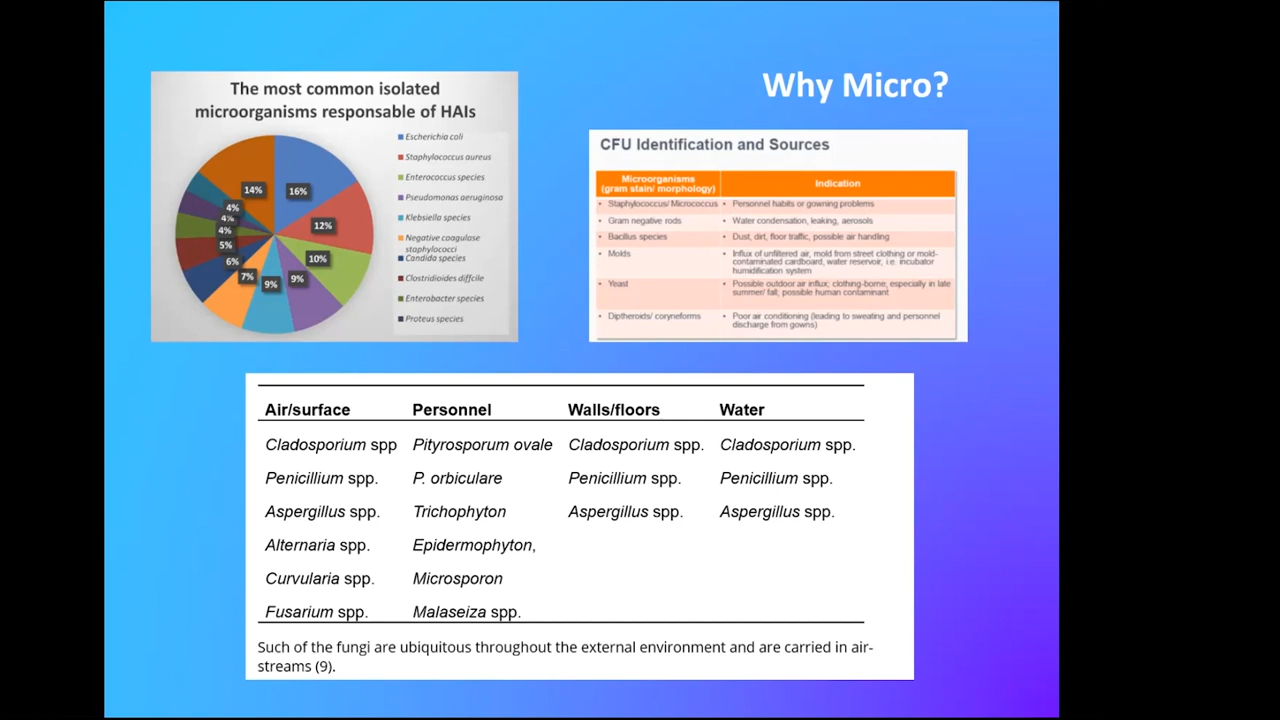 Why Micro?
The most common isolated
microorganisms responsable of HAIs
Escherichia coli
Staphylococcus aureus
Enterococcus species
Pseudomonas aeruginosa
Klebsiella species
Negative coagulase
staphylococci
Candida species
Clostridioides diffcile
Enterobacter species
Proteus species
16%
12%
10%
9%
9%
7%
6%
5%
4%
4%
4%
14%
CFU Identification and Sources
Microorganisms
(gram stain/ morphology)
Indication
• Staphylococcus/ Micrococcus • Personnel habits or gowning problems
• Gram negative rods • Water condensation, leaking, aerosols
• Bacillus species • Dust, dirt, floor traffic, possible air handling
• Molds • Influx of unfiltered air, mold from street clothing or mold-
contaminated cardboard, water reservoir, i.e. incubator
humidification system
• Yeast • Possible outdoor air influx; clothing-borne, especially in late
summer/ fall; possible human contaminant
• Diptheroids/ coryneforms • Poor air conditioning (leading to sweating and personnel
discharge from gowns)
Air/surface Personnel Walls/floors Water
Cladosporium spp Pityrosporum ovale Cladosporium spp. Cladosporium spp.
Penicillium spp. P. orbiculare Penicillium spp. Penicillium spp.
Aspergillus spp. Trichophyton Aspergillus spp. Aspergillus spp.
Alternaria spp. Epidermophyton,
Curvularia spp. Microsporon
Fusarium spp. Malaseiza spp.
Such of the fungi are ubiquitous throughout the external environment and are carried in air-
streams (9).